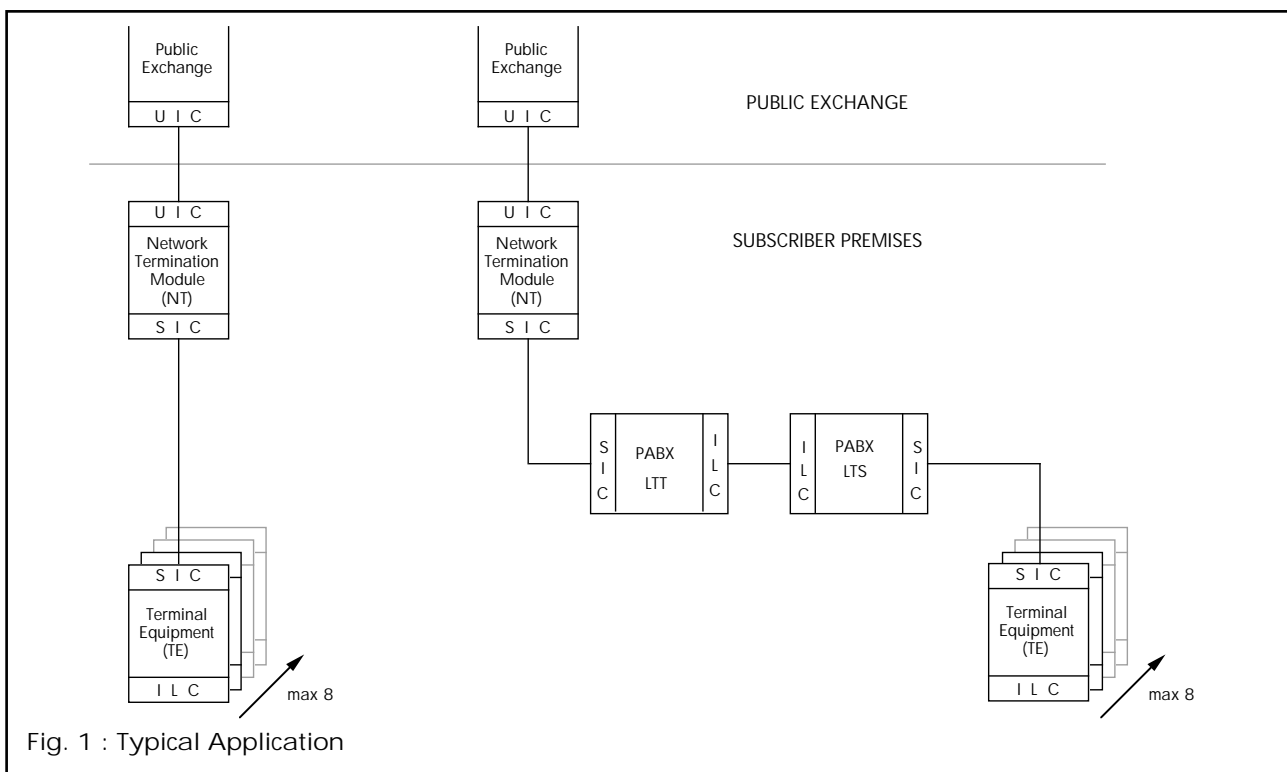 Public
Exchange
U I C
Public
Exchange
U I C
PUBLIC EXCHANGE
U I C
Network
Termination
Module
(NT)
S I C
U I C
Network
Termination
Module
(NT)
S I C
SUBSCRIBER PREMISES
S
I
C
PABX
LTT
I
L
C
I
L
C
PABX
LTS
S
I
C
S I C
Terminal
Equipment
(TE)
I L C
max 8
S I C
Terminal
Equipment
(TE)
I L C
max 8
Fig. 1 : Typical Application